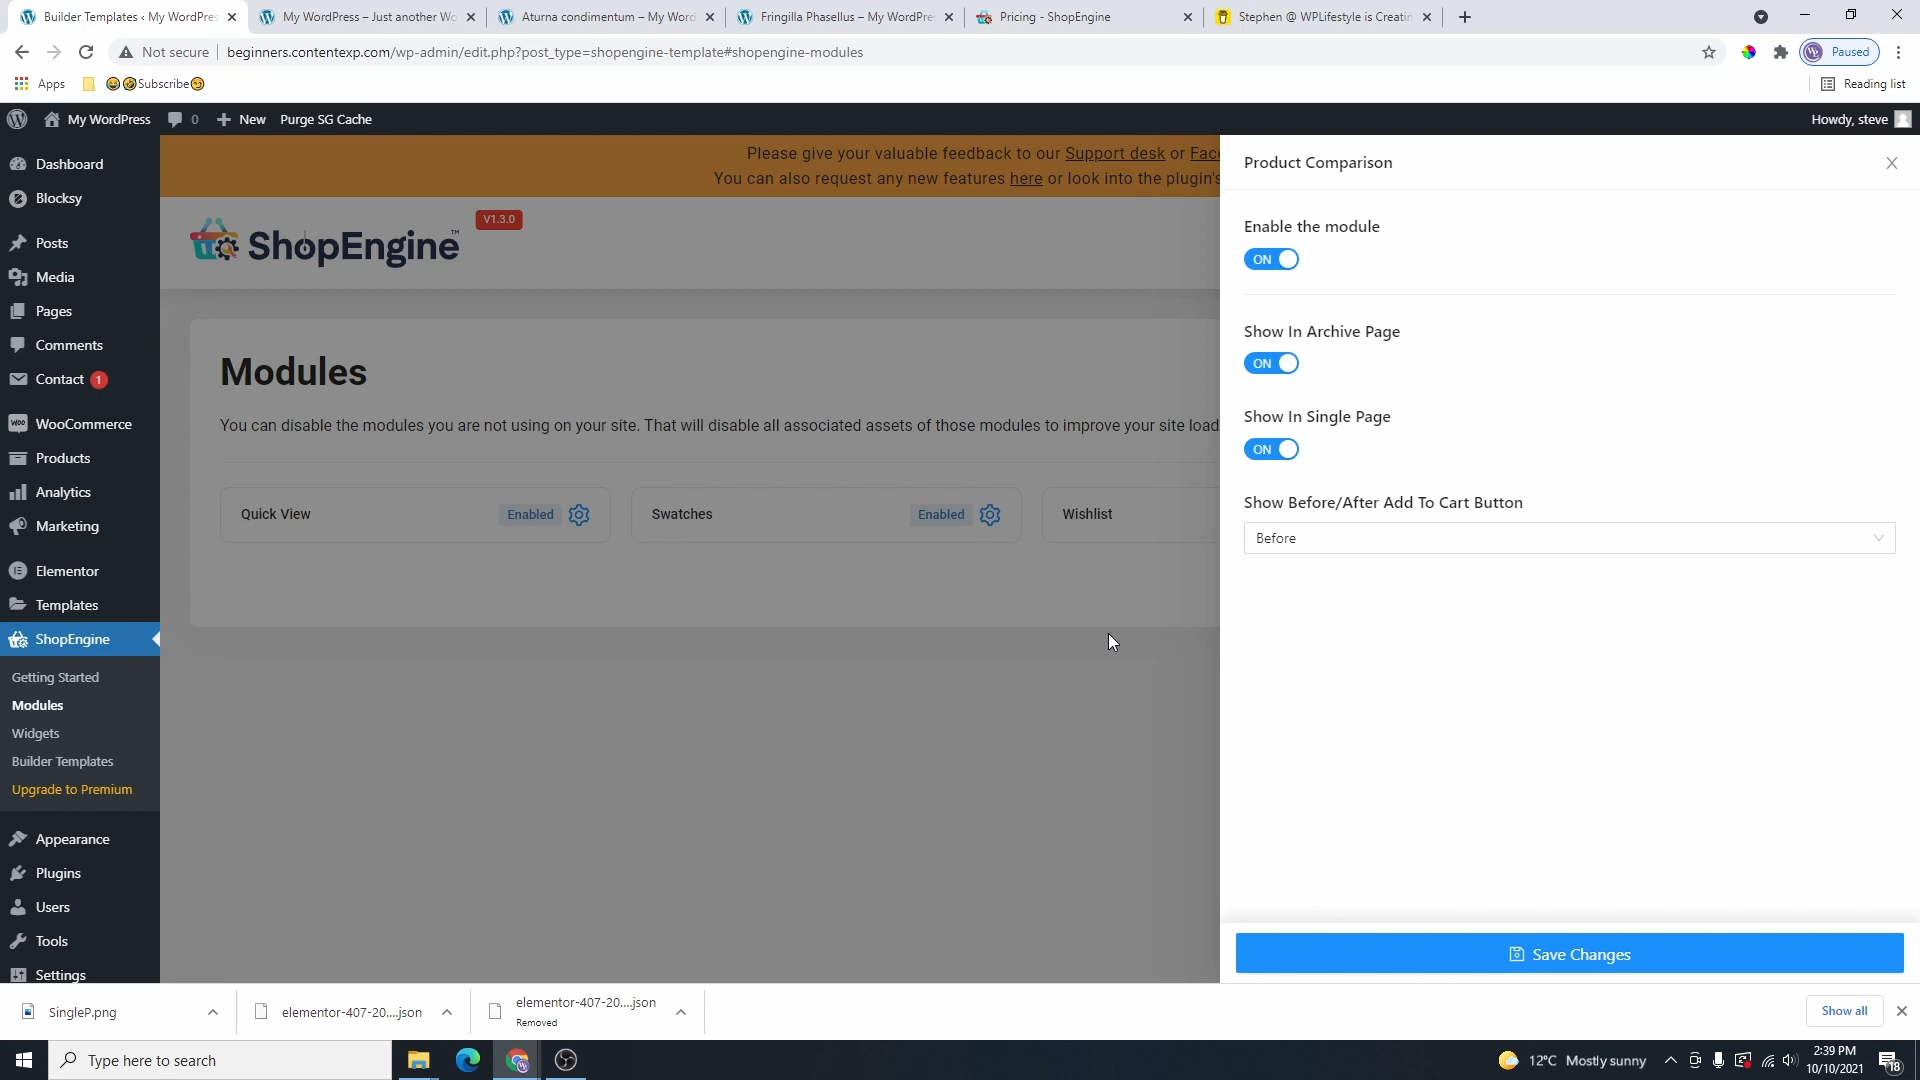 Builder Templates ‹ My WordPres
My WordPress – Just another Wo
Aturna condimentum – My Word
Fringilla Phasellus – My WordPre
Pricing - ShopEngine
Stephen @ WPLifestyle is Creatin
Not secure
beginners.contentexp.com/wp-admin/edit.php?post_type=shopengine-template#shopengine-modules
Paused
Apps
😂🤣Subscribe😏
Reading list
My WordPress
0
New
Purge SG Cache
Howdy, steve
Dashboard
Blocksy
Posts
Media
Pages
Comments
Contact 1
WooCommerce
Products
Analytics
Marketing
Elementor
Templates
ShopEngine
Getting Started
Modules
Widgets
Builder Templates
Upgrade to Premium
Appearance
Plugins
Users
Tools
Settings
Please give your valuable feedback to our Support desk or Face
You can also request any new features here or look into the plugin's
ShopEngine™
V1.3.0
Modules
You can disable the modules you are not using on your site. That will disable all associated assets of those modules to improve your site load
Quick View
Enabled
Swatches
Enabled
Wishlist
Product Comparison
Enable the module
ON
Show In Archive Page
ON
Show In Single Page
ON
Show Before/After Add To Cart Button
Before
Save Changes
SingleP.png
elementor-407-20....json
elementor-407-20....json
Removed
Show all
Type here to search
12°C Mostly sunny
2:39 PM
10/10/2021
18